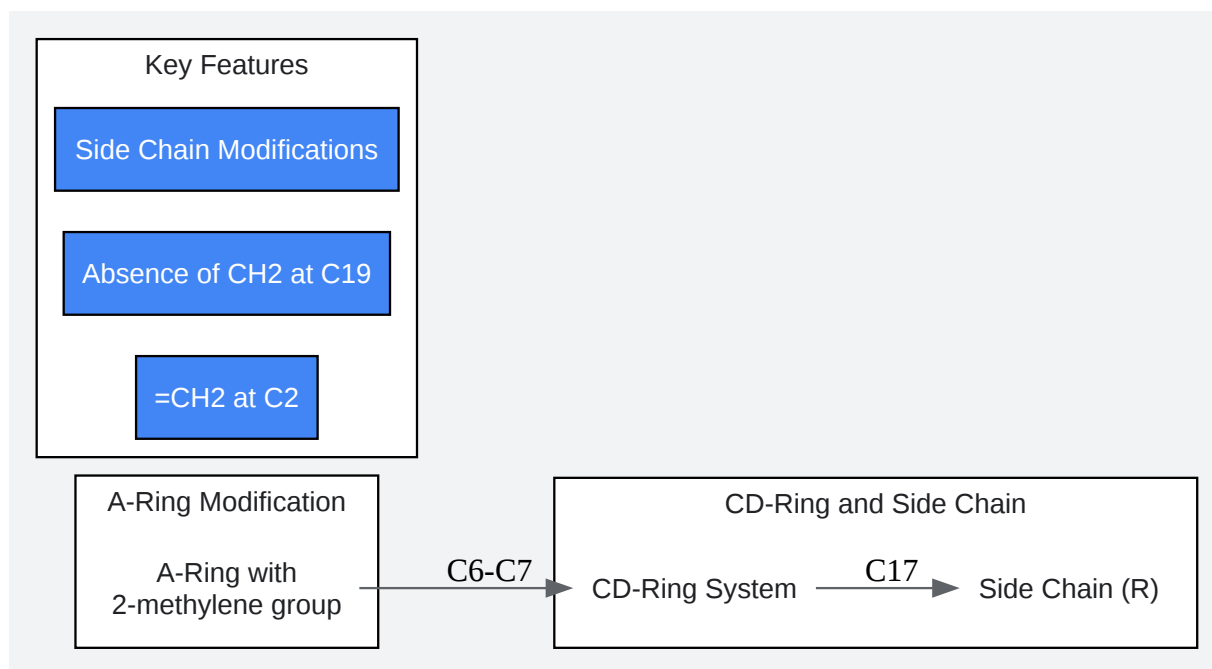 Key Features
Side Chain Modifications
Absence of CH2 at C19
=CH2 at C2
A-Ring Modification
A-Ring with
2-methylene group
C6-C7
CD-Ring and Side Chain
CD-Ring System
C17
Side Chain (R)